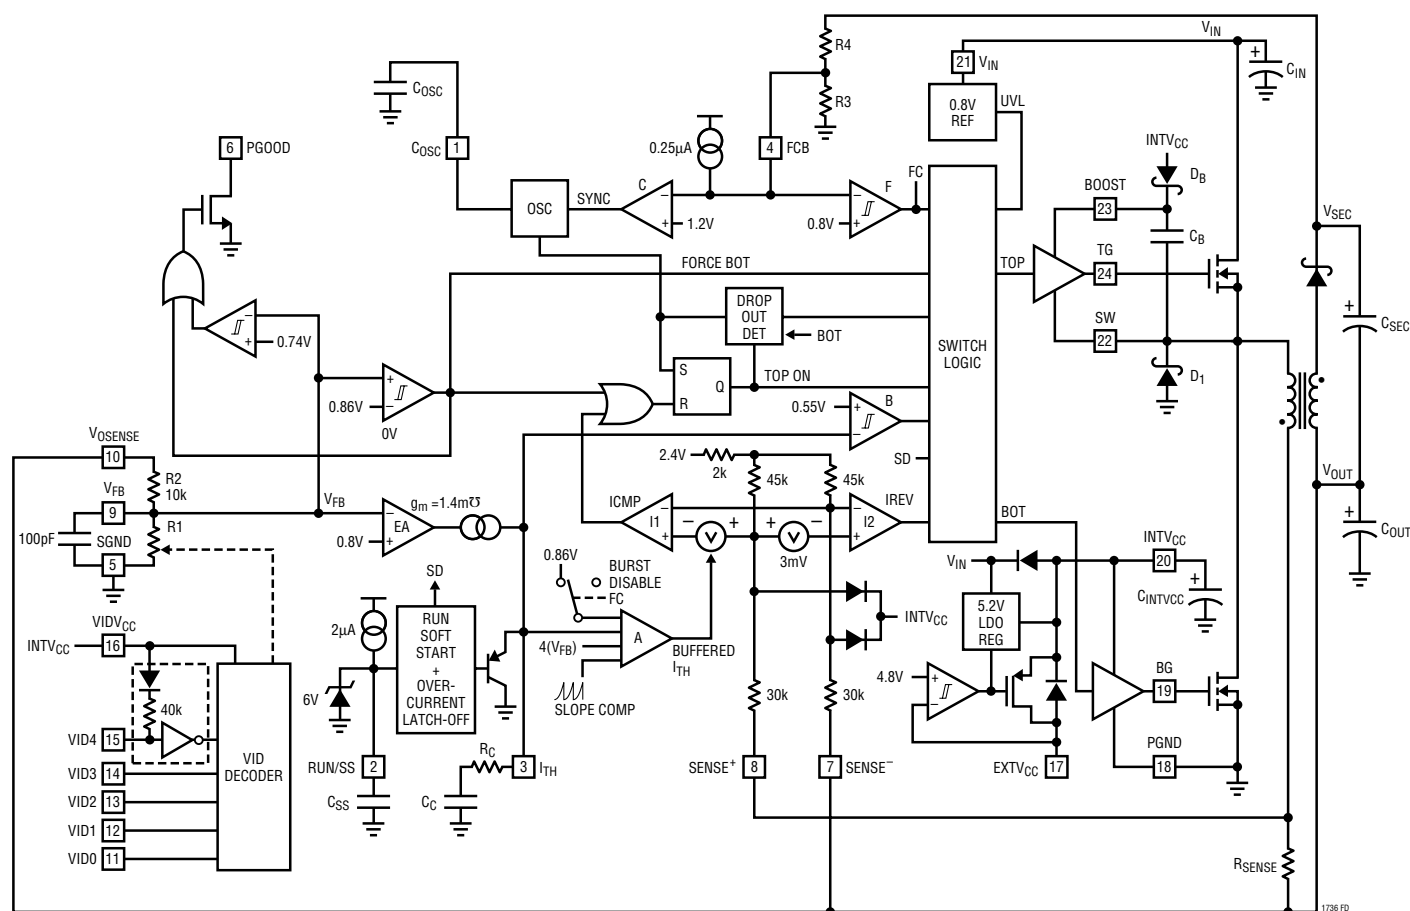 R4
VIN
+
CIN
21 VIN
COSC
R3
0.8V
REF
UVL
6 PGOOD
COSC 1
0.25µA
4 FCB
INTVCC
DB
OSC
SYNC
C
−
+
1.2V
F
−
+
0.8V
FC
BOOST
23
CB
VSEC
FORCE BOT
TOP
TG
24
−
+
0.74V
DROP
OUT
DET
BOT
SW
22
+
CSEC
SWITCH
LOGIC
D1
+
−
0.86V
0V
S
Q
R
TOP ON
0.55V
+
−
B
VOSENSE
10
R2
10k
2.4V
2k
45k
45k
SD
VOUT
VFB
9
VFB
gm =1.4m℧
ICMP
IREV
100pF
SGND
5
R1
−
+
EA
0.8V
−
+
I1
− V +
+ V −
3mV
−
+
I2
BOT
+
COUT
0.86V
BURST
DISABLE
FC
VIN
INTVCC
20
+
CINTVCC
SD
2µA
RUN
SOFT
START
+
OVER-
CURRENT
LATCH-OFF
5.2V
LDO
REG
INTVCC
VIDVCC
INTVCC 16
4(VFB)
A
BUFFERED
ITH
SLOPE COMP
6V
40k
30k
30k
4.8V
+
−
BG
19
VID4 15
VID
DECODER
VID3 14
VID2 13
VID1 12
VID0 11
RUN/SS 2
CSS
RC
3 ITH
CC
SENSE+ 8
7 SENSE−
EXTVCC 17
PGND
18
RSENSE
1736 FD